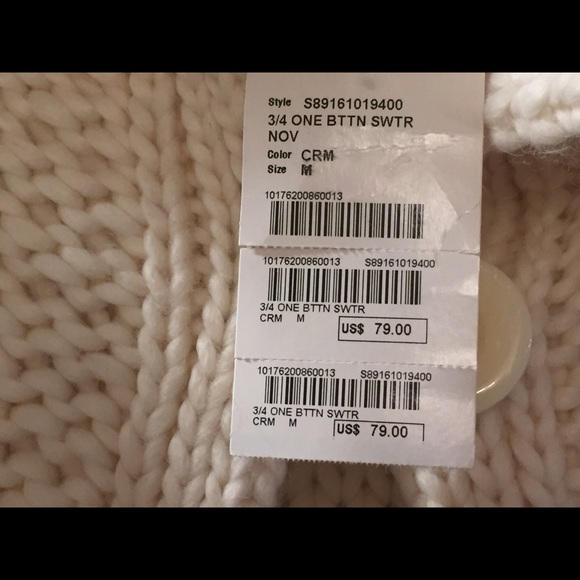 Style S89161019400
3/4 ONE BTTN SWTR
NOV
Color CRM
Size M
10176200860013
10176200860013 S89161019400
3/4 ONE BTTN SWTR
CRM M
US$ 79.00
10176200860013 S89161019400
3/4 ONE BTTN SWTR
CRM M
US$ 79.00